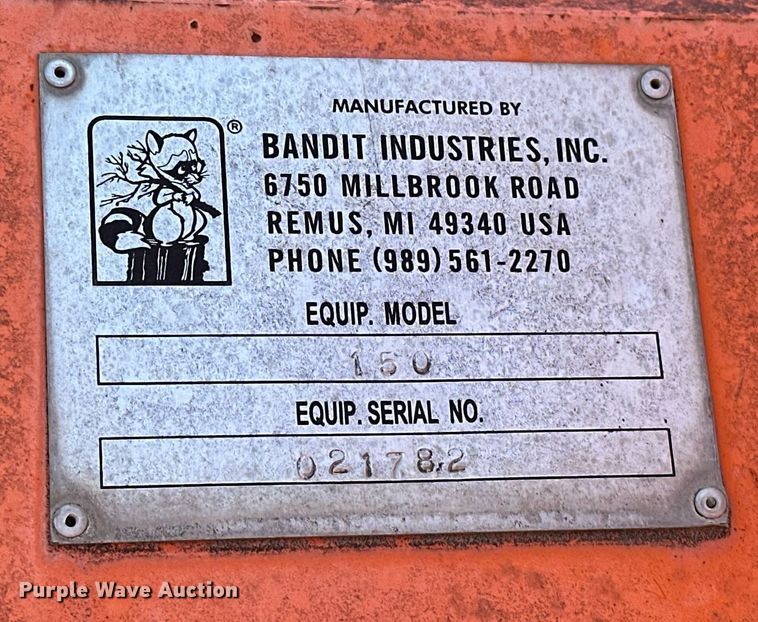 MANUFACTURED BY
®
BANDIT INDUSTRIES, INC.
6750 MILLBROOK ROAD
REMUS, MI 49340 USA
PHONE (989) 561-2270
EQUIP. MODEL
150
EQUIP. SERIAL NO.
021782
Purple Wave Auction